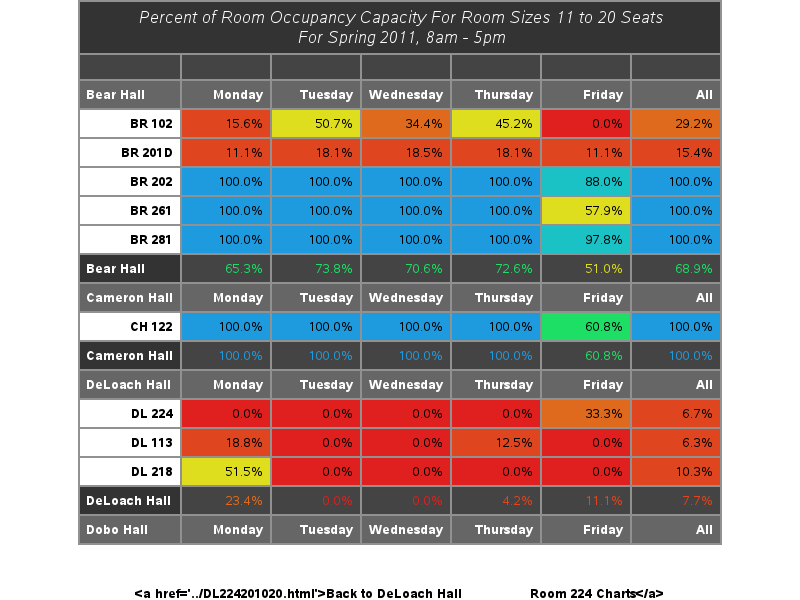 Percent of Room Occupancy Capacity For Room Sizes 11 to 20 Seats
For Spring 2011, 8am - 5pm
Bear Hall Monday Tuesday Wednesday Thursday Friday All
BR 102 15.6% 50.7% 34.4% 45.2% 0.0% 29.2%
BR 201D 11.1% 18.1% 18.5% 18.1% 11.1% 15.4%
BR 202 100.0% 100.0% 100.0% 100.0% 88.0% 100.0%
BR 261 100.0% 100.0% 100.0% 100.0% 57.9% 100.0%
BR 281 100.0% 100.0% 100.0% 100.0% 97.8% 100.0%
Bear Hall 65.3% 73.8% 70.6% 72.6% 51.0% 68.9%
Cameron Hall Monday Tuesday Wednesday Thursday Friday All
CH 122 100.0% 100.0% 100.0% 100.0% 60.8% 100.0%
Cameron Hall 100.0% 100.0% 100.0% 100.0% 60.8% 100.0%
DeLoach Hall Monday Tuesday Wednesday Thursday Friday All
DL 224 0.0% 0.0% 0.0% 0.0% 33.3% 6.7%
DL 113 18.8% 0.0% 0.0% 12.5% 0.0% 6.3%
DL 218 51.5% 0.0% 0.0% 0.0% 0.0% 10.3%
DeLoach Hall 23.4% 0.0% 0.0% 4.2% 11.1% 7.7%
Dobo Hall Monday Tuesday Wednesday Thursday Friday All
<a href='../DL224201020.html'>Back to DeLoach Hall Room 224 Charts</a>